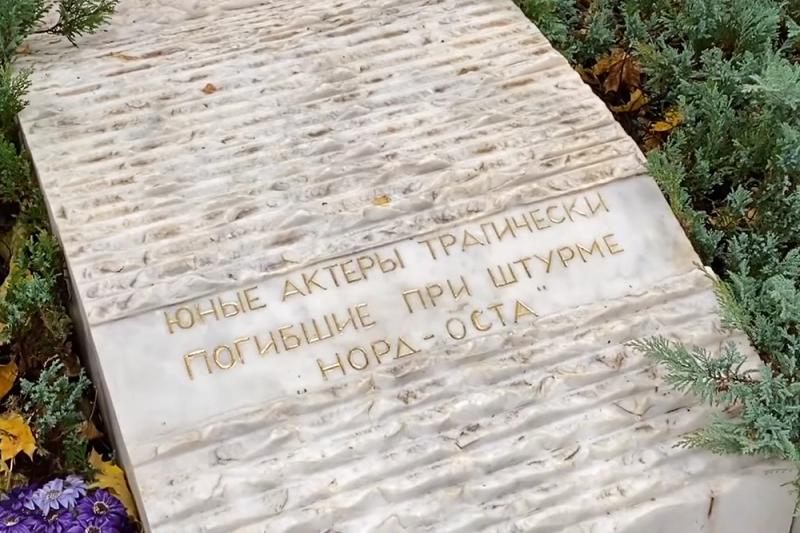 ЮНЫЕ АКТЕРЫ ТРАГИЧЕСКИ
ПОГИБШИЕ ПРИ ШТУРМЕ
"НОРД-ОСТА"